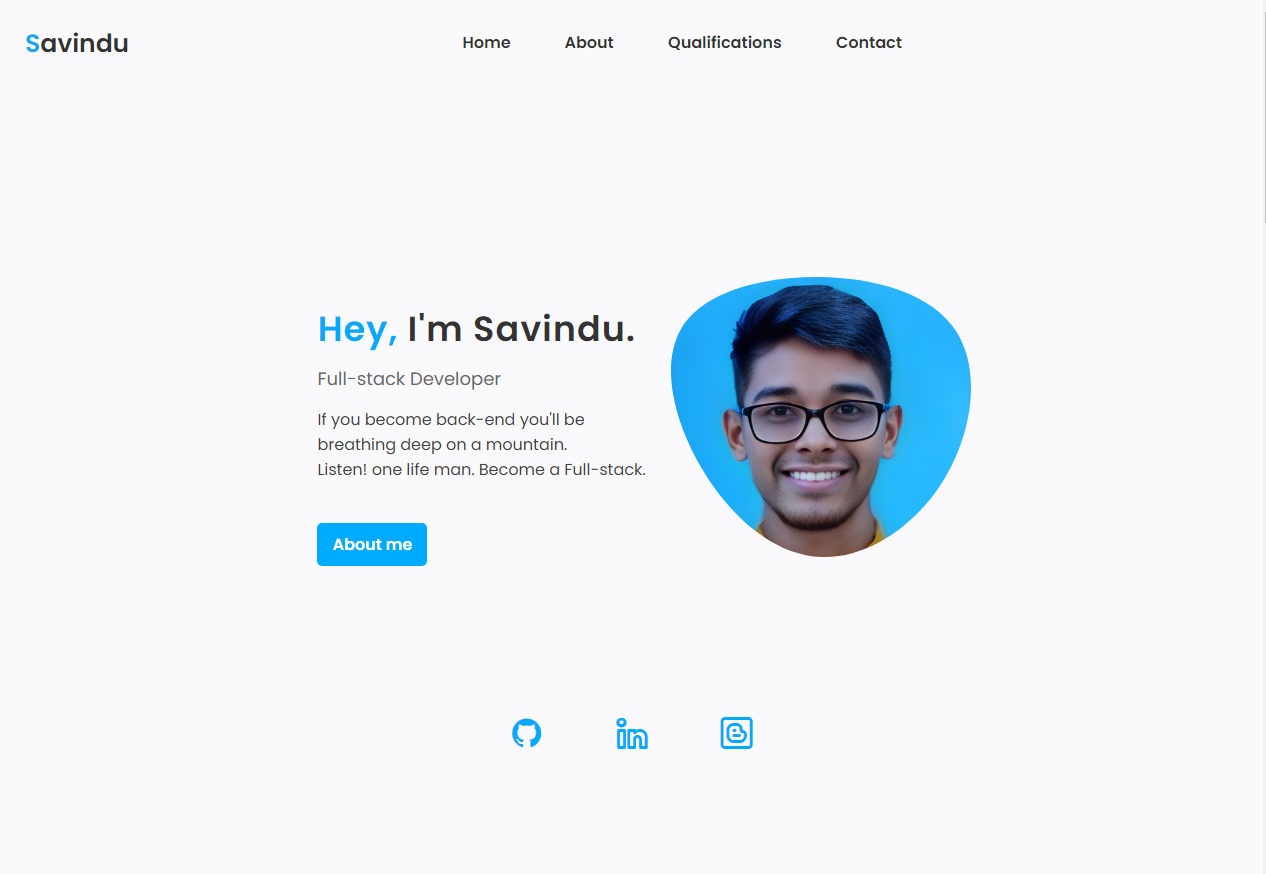 Savindu
Home About Qualifications Contact
Hey, I'm Savindu.
Full-stack Developer
If you become back-end you'll be
breathing deep on a mountain.
Listen! one life man. Become a Full-stack.
About me
in
B